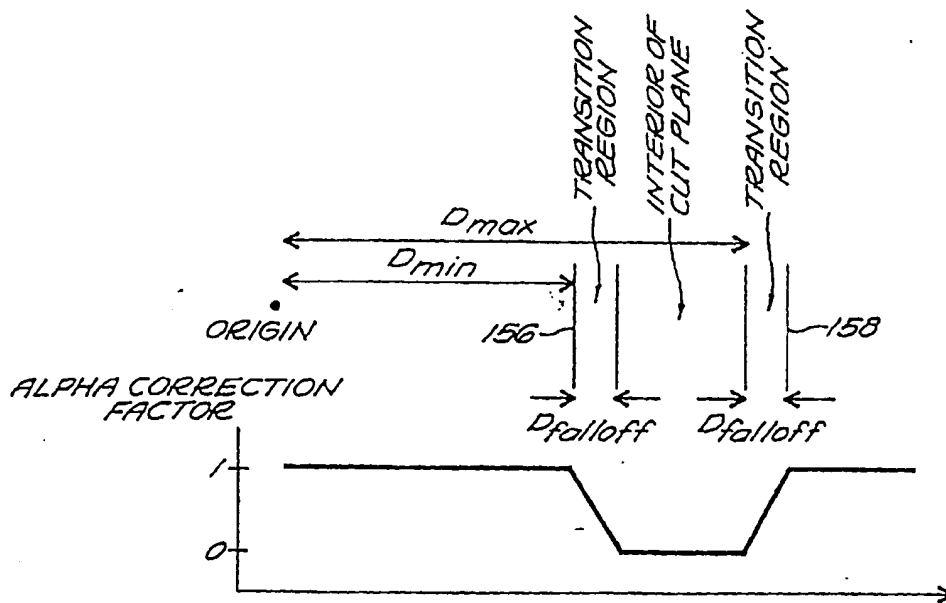 TRANSITION
REGION
INTERIOR OF
CUT PLANE
TRANSITION
REGION
Dmax
Dmin
ORIGIN
156
158
ALPHA CORRECTION
FACTOR
Dfalloff
Dfalloff
1
0